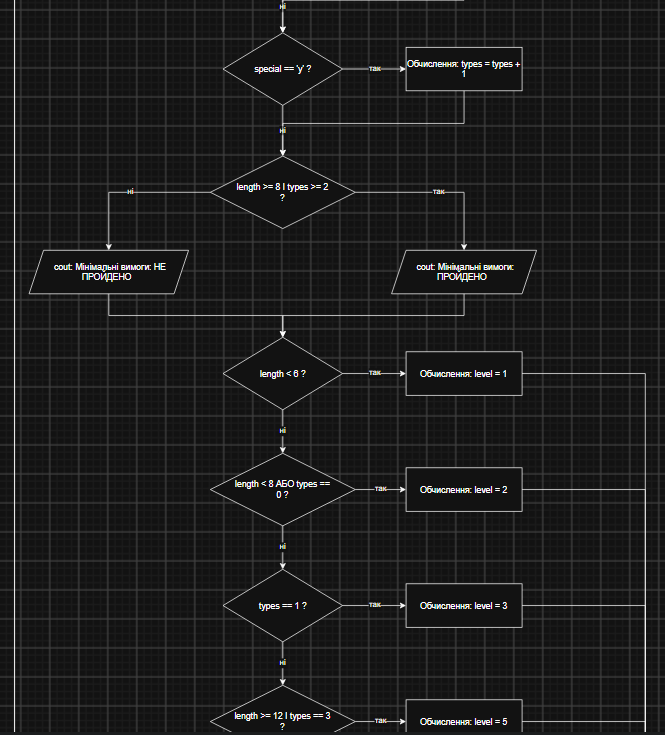 ні
special == 'y' ?
так
Обчислення: types = types +
1
ні
length >= 8 І types >= 2
?
ні
так
cout: Мінімальні вимоги: НЕ
ПРОЙДЕНО
cout: Мінімальні вимоги:
ПРОЙДЕНО
length < 6 ?
так
Обчислення: level = 1
ні
length < 8 АБО types ==
0 ?
так
Обчислення: level = 2
ні
types == 1 ?
так
Обчислення: level = 3
ні
length >= 12 І types == 3
?
так
Обчислення: level = 5